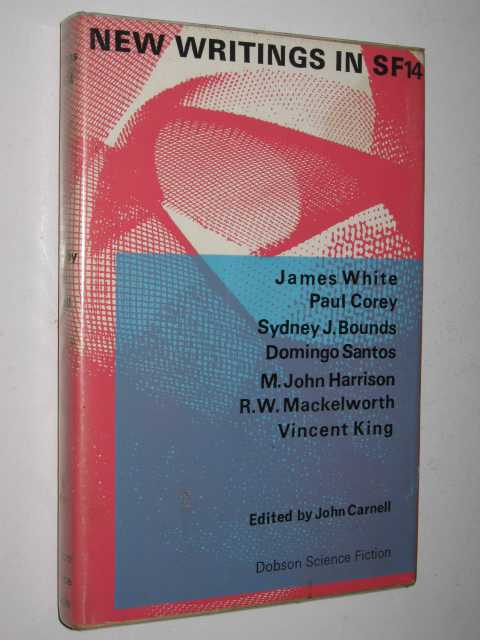 NEW WRITINGS IN SF14
James White
Paul Corey
Sydney J. Bounds
Domingo Santos
M. John Harrison
R.W. Mackelworth
Vincent King
Edited by John Carnell
Dobson Science Fiction